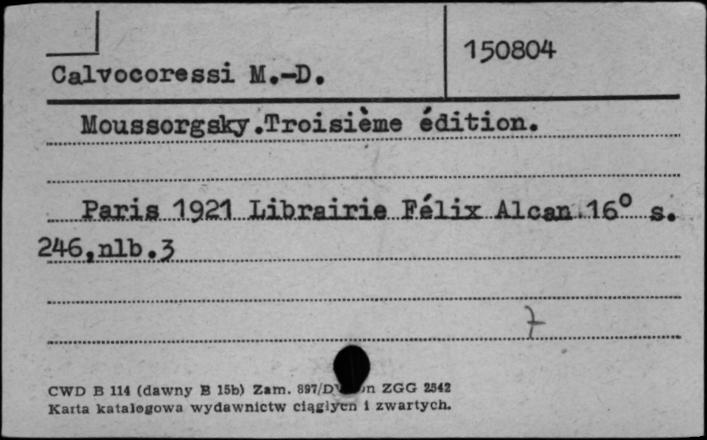 150804
Calvocoressi M.-D.
Moussorgsky.Troisième édition.
Paris 1921 Librairie Félix Alcan.16° s.
246,nlb.3
7
CWD B 114 (dawny B 15b) Zam. 897/D ZGG 2542
Karta katalogowa wydawnictw ciągłych i zwartych.